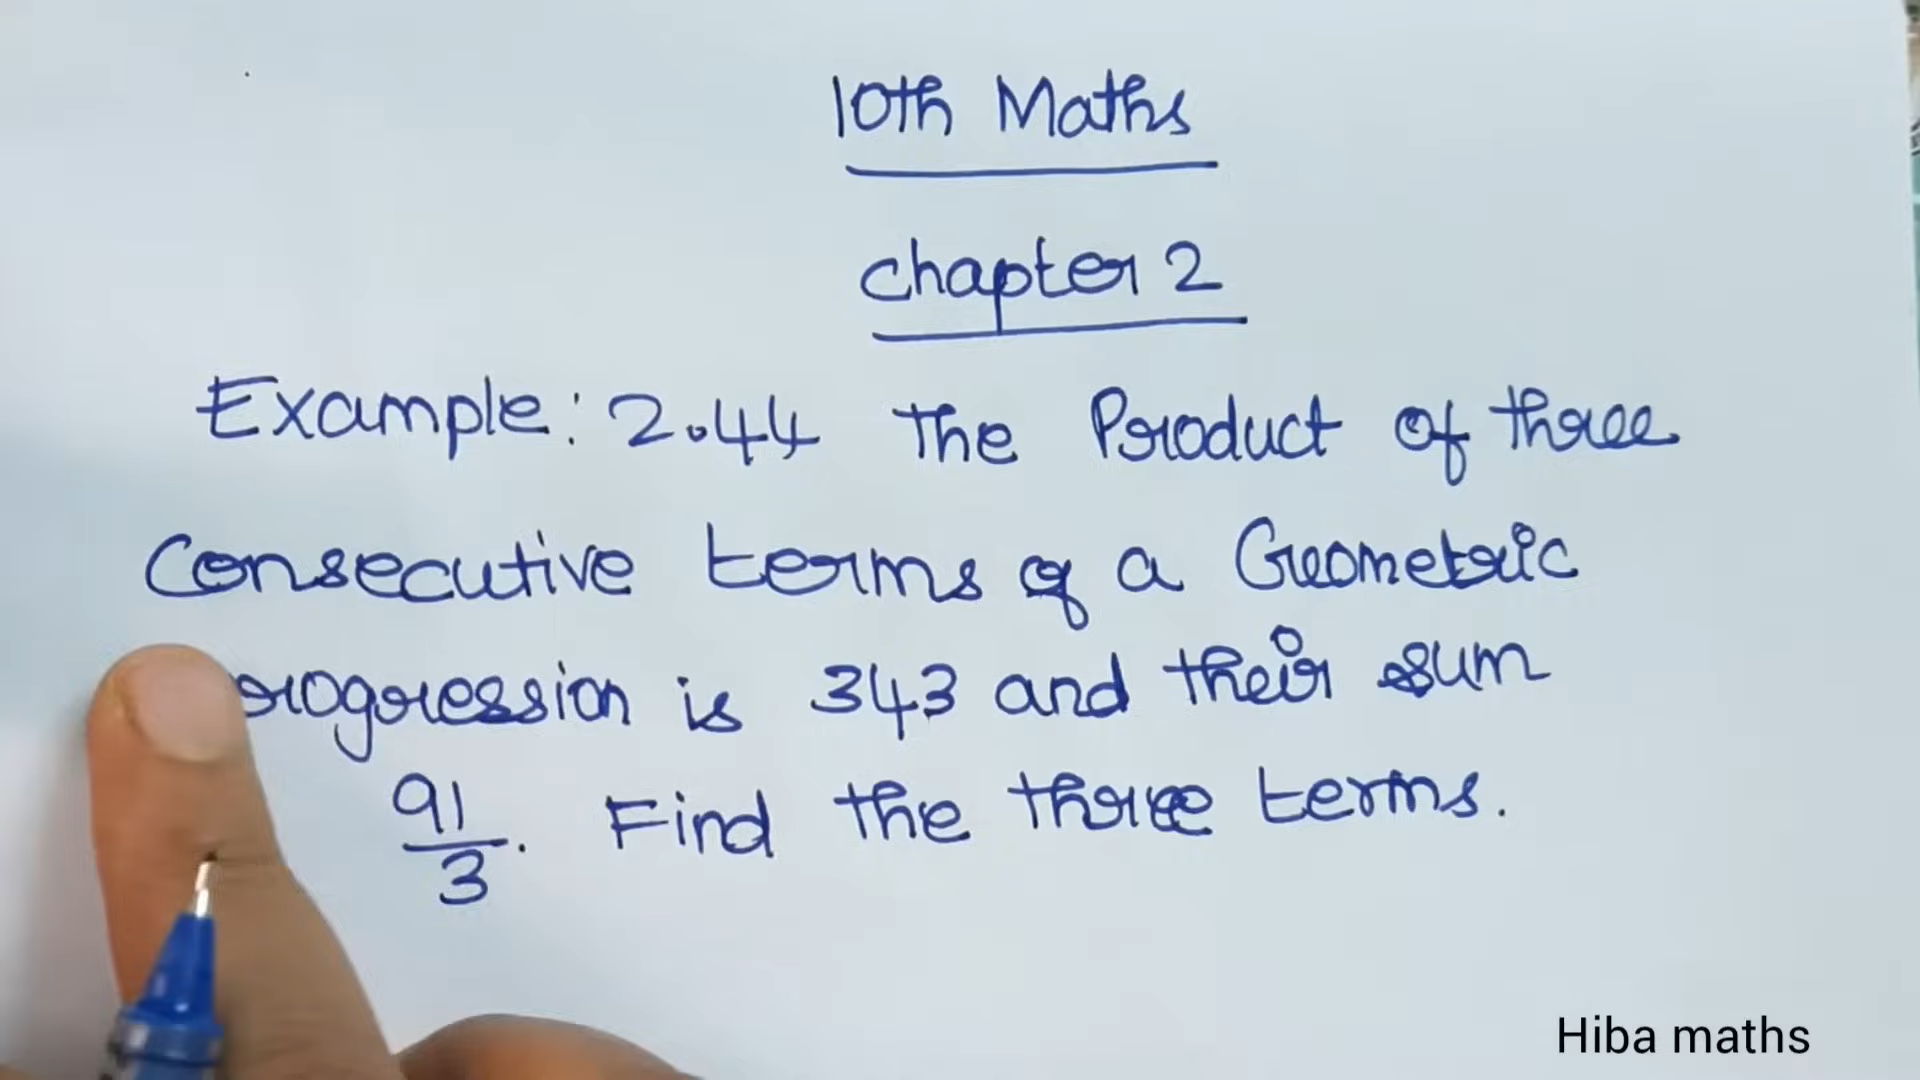 10th Maths
Chapter 2
Example: 2.44 The Product of three
Consecutive terms of a Geometric
rogression is 343 and their sum
91/3. Find the three terms.
Hiba maths